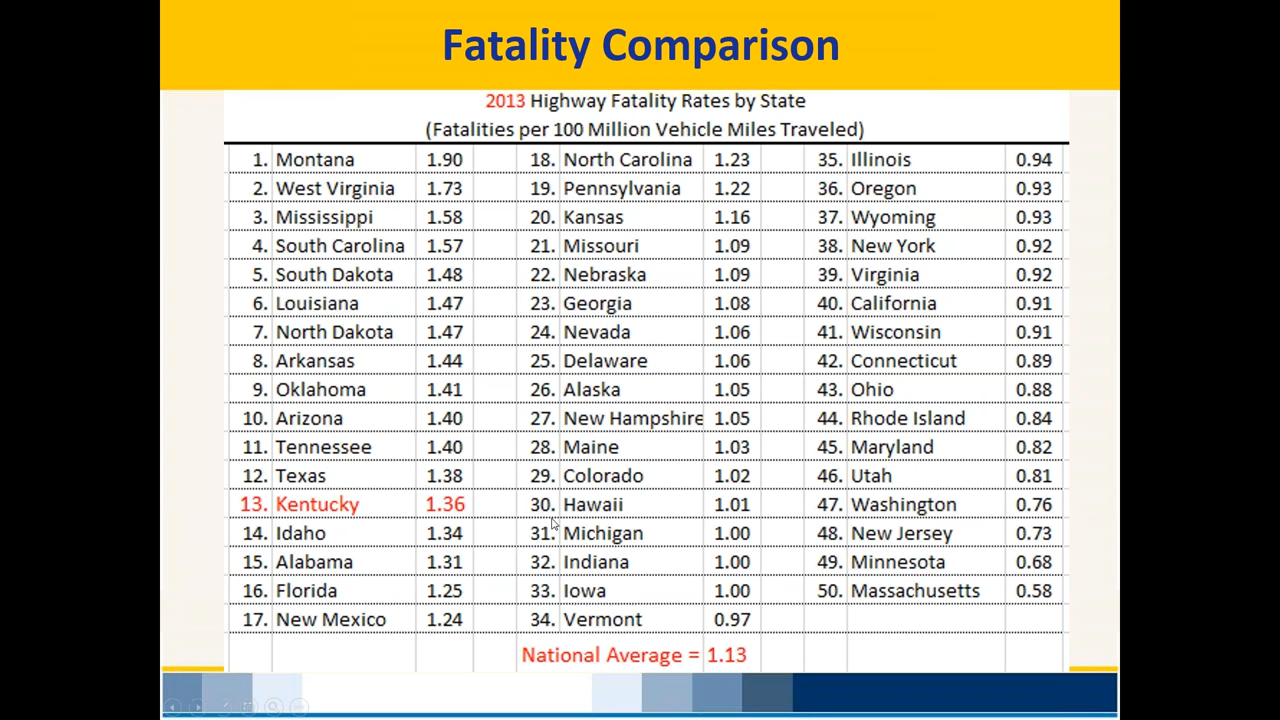 Fatality Comparison
2013 Highway Fatality Rates by State
(Fatalities per 100 Million Vehicle Miles Traveled)
1. Montana 1.90 18. North Carolina 1.23 35. Illinois 0.94
2. West Virginia 1.73 19. Pennsylvania 1.22 36. Oregon 0.93
3. Mississippi 1.58 20. Kansas 1.16 37. Wyoming 0.93
4. South Carolina 1.57 21. Missouri 1.09 38. New York 0.92
5. South Dakota 1.48 22. Nebraska 1.09 39. Virginia 0.92
6. Louisiana 1.47 23. Georgia 1.08 40. California 0.91
7. North Dakota 1.47 24. Nevada 1.06 41. Wisconsin 0.91
8. Arkansas 1.44 25. Delaware 1.06 42. Connecticut 0.89
9. Oklahoma 1.41 26. Alaska 1.05 43. Ohio 0.88
10. Arizona 1.40 27. New Hampshire 1.05 44. Rhode Island 0.84
11. Tennessee 1.40 28. Maine 1.03 45. Maryland 0.82
12. Texas 1.38 29. Colorado 1.02 46. Utah 0.81
13. Kentucky 1.36 30. Hawaii 1.01 47. Washington 0.76
14. Idaho 1.34 31. Michigan 1.00 48. New Jersey 0.73
15. Alabama 1.31 32. Indiana 1.00 49. Minnesota 0.68
16. Florida 1.25 33. Iowa 1.00 50. Massachusetts 0.58
17. New Mexico 1.24 34. Vermont 0.97
National Average = 1.13